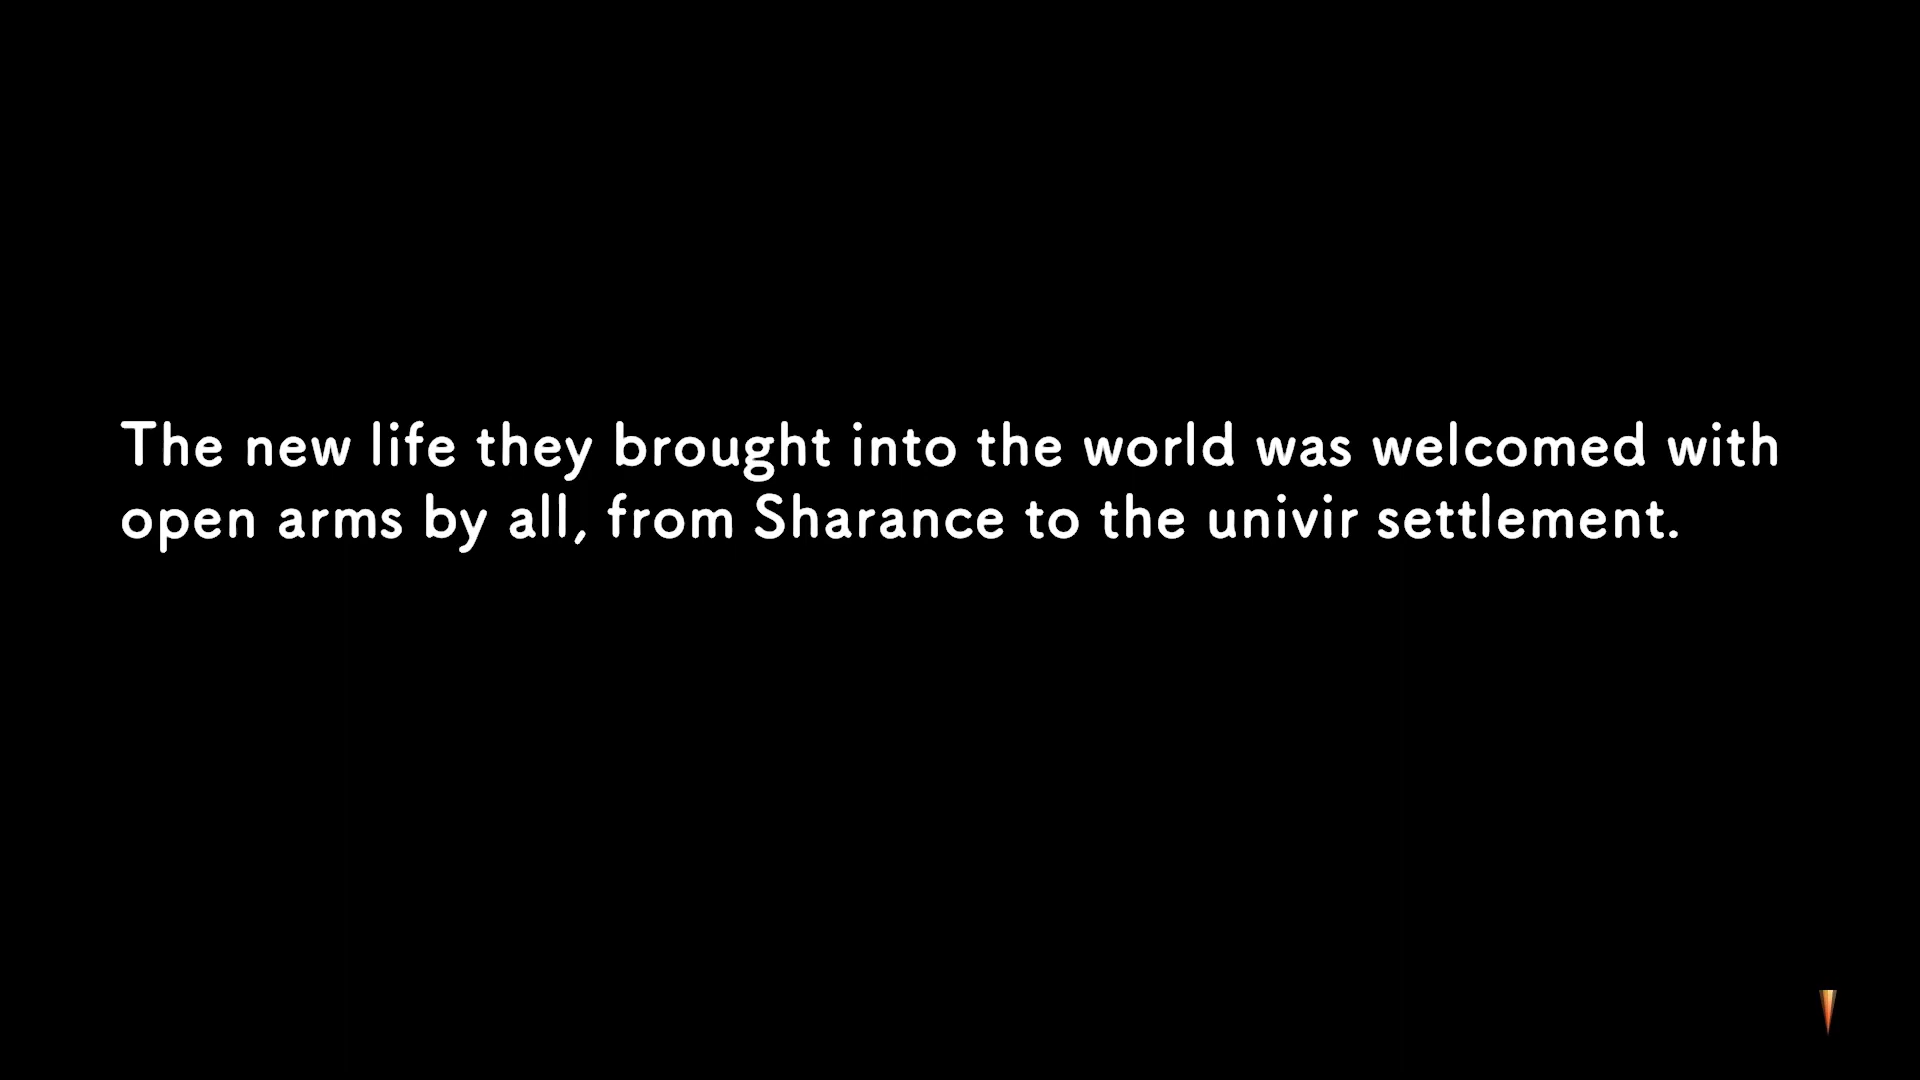 The new life they brought into the world was welcomed with
open arms by all, from Sharance to the univir settlement.